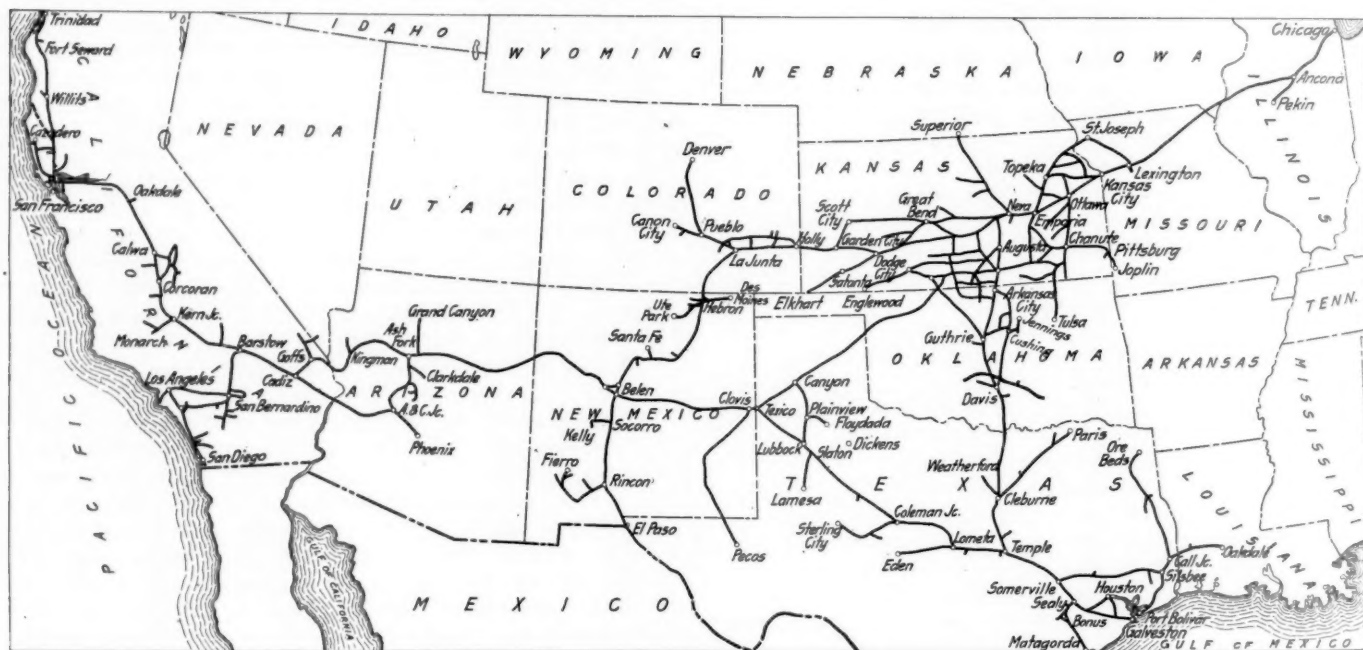 Trinidad
Fort Seward
Willits
Cazadero
San Francisco
Oakdale
Calwa
Corcoran
Kern Jc.
Monarch
Barstow
Goffs
Cadiz
Los Angeles
San Bernardino
San Diego
CALIFORNIA
PACIFIC OCEAN
GULF OF CALIFORNIA
IDAHO
NEVADA
UTAH
WYOMING
COLORADO
Denver
Canon City
Pueblo
La Junta
Holly
NEBRASKA
IOWA
Chicago
Ancona
Pekin
ILLINOIS
KANSAS
Superior
Topeka
St. Joseph
Lexington
Kansas City
Ottawa
Emporia
Neva
Great Bend
Scott City
Garden City
Dodge City
Satanta
Elkhart
Englewood
Augusta
Chanute
Pittsburg
Joplin
MISSOURI
Arkansas City
Jennings
Cushing
Tulsa
Guthrie
OKLAHOMA
Davis
ARKANSAS
TENN.
MISSISSIPPI
LOUISIANA
Grand Canyon
Ash Fork
Kingman
Clarkdale
ARIZONA
A.& C. Jc.
Phoenix
Ute Park
Des Moines
Hebron
Santa Fe
Belen
NEW MEXICO
Socorro
Kelly
Fierro
Rincon
El Paso
Clovis
Texico
Canyon
Plainview
Floydada
Lubbock
Slaton
Dickens
Lamesa
Pecos
TEXAS
Sterling City
Coleman Jc.
Eden
Lometa
Temple
Weatherford
Cleburne
Paris
Ore Beds
Somerville
Sealy
Bonus
Houston
Matagorda
Galveston
Port Bolivar
Silsbee
Call Jc.
Oakdale
MEXICO
GULF OF MEXICO